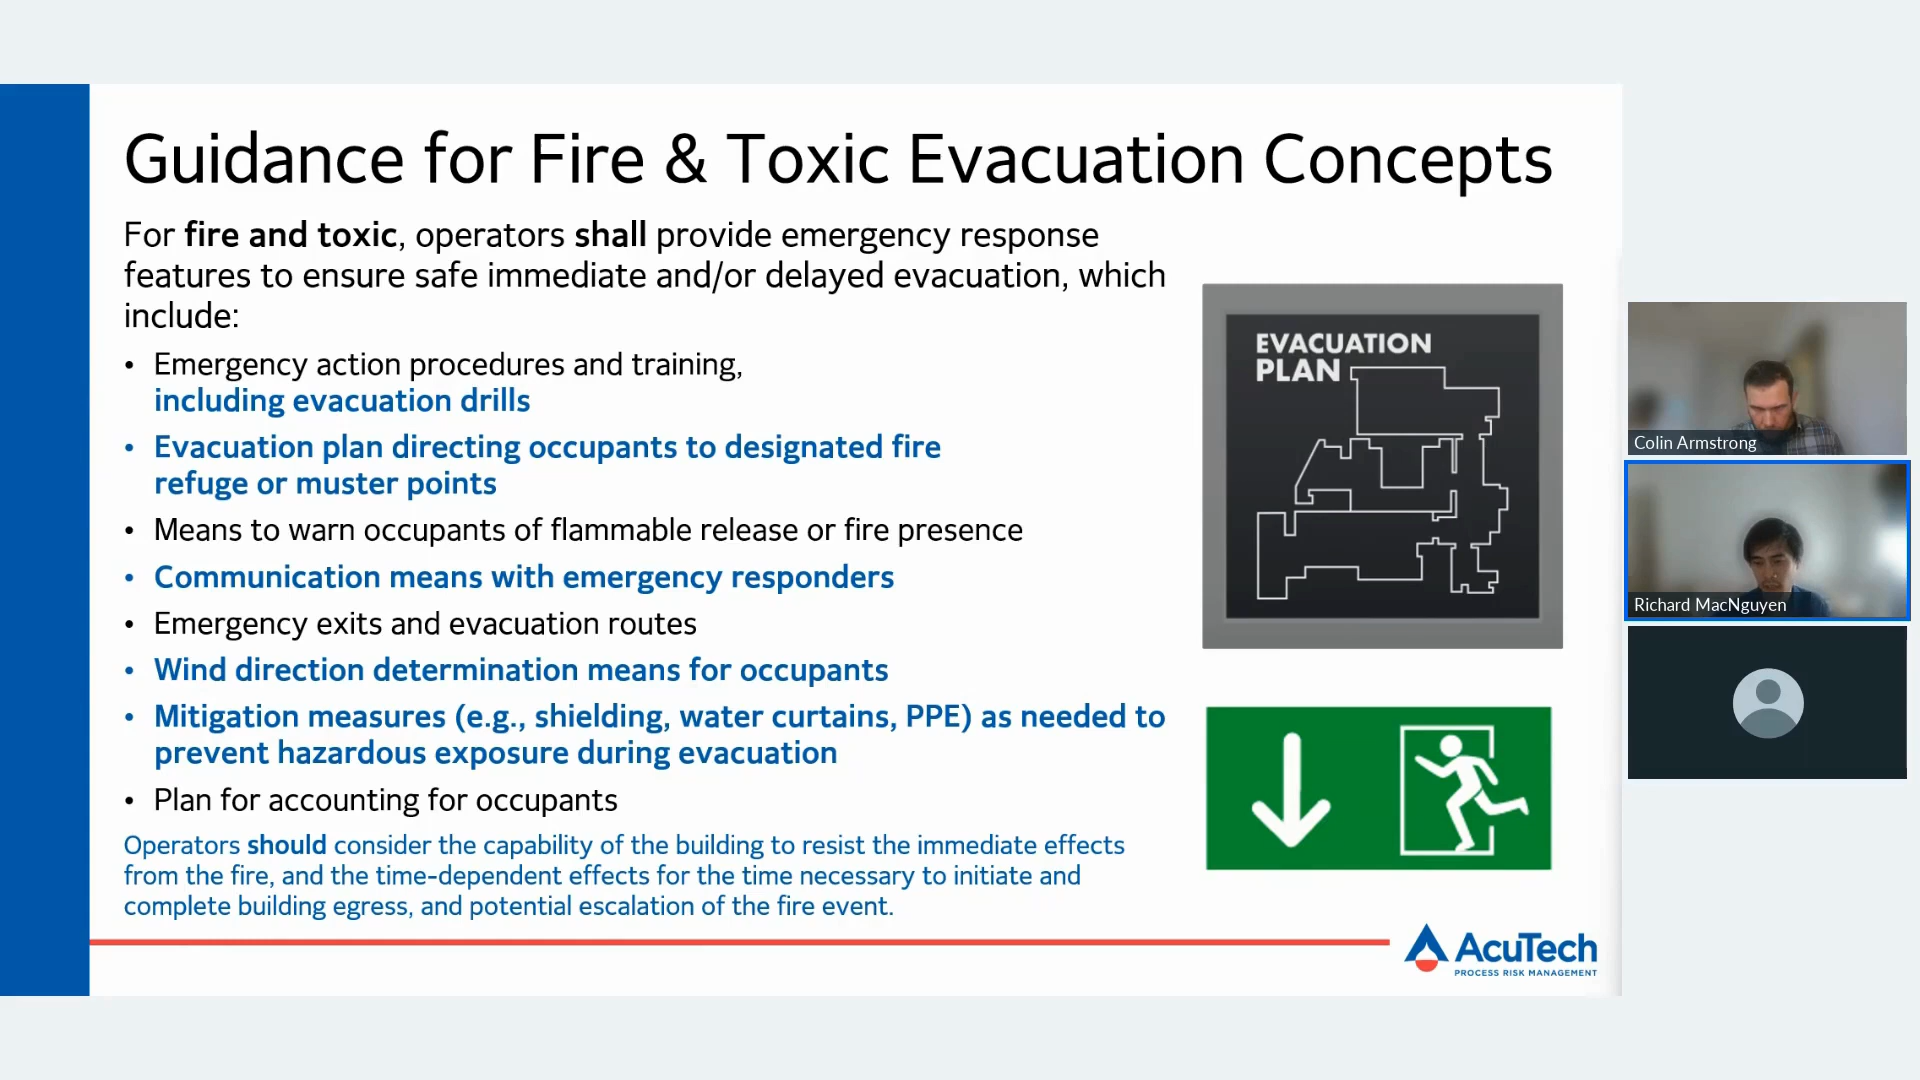 Guidance for Fire & Toxic Evacuation Concepts
For fire and toxic, operators shall provide emergency response
features to ensure safe immediate and/or delayed evacuation, which
include:
• Emergency action procedures and training,
including evacuation drills
• Evacuation plan directing occupants to designated fire
refuge or muster points
• Means to warn occupants of flammable release or fire presence
• Communication means with emergency responders
• Emergency exits and evacuation routes
• Wind direction determination means for occupants
• Mitigation measures (e.g., shielding, water curtains, PPE) as needed to
prevent hazardous exposure during evacuation
• Plan for accounting for occupants
Operators should consider the capability of the building to resist the immediate effects
from the fire, and the time-dependent effects for the time necessary to initiate and
complete building egress, and potential escalation of the fire event.
EVACUATION
PLAN
AcuTech
PROCESS RISK MANAGEMENT
Colin Armstrong
Richard MacNguyen